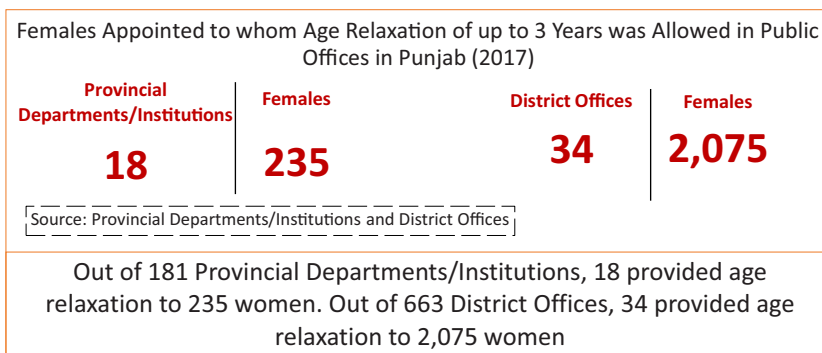 Females Appointed to whom Age Relaxation of up to 3 Years was Allowed in Public
Offices in Punjab (2017)
Provincial
Departments/Institutions
18
Females
235
District Offices
34
Females
2,075
Source: Provincial Departments/Institutions and District Offices
Out of 181 Provincial Departments/Institutions, 18 provided age
relaxation to 235 women. Out of 663 District Offices, 34 provided age
relaxation to 2,075 women